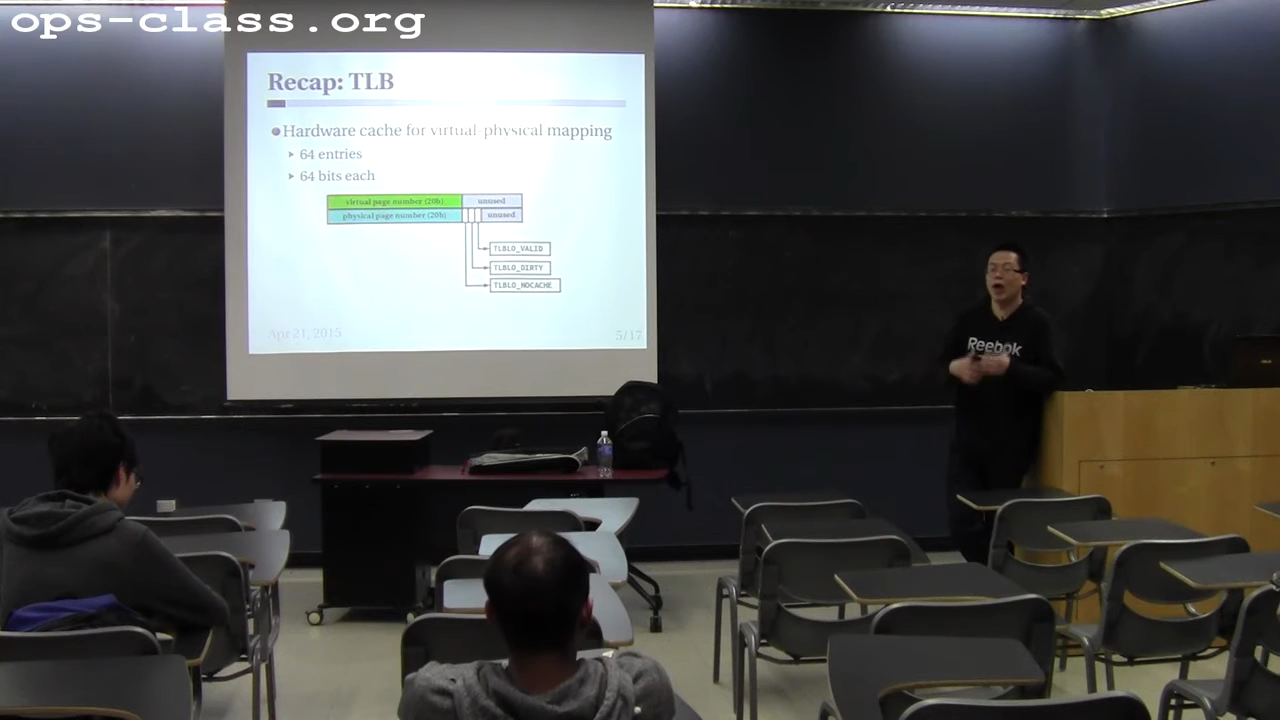 ops-class.org
Recap: TLB
Hardware cache for virtual-physical mapping
64 entries
64 bits each
virtual page number (20b) unused
physical page number (20b) unused
TLBLO_VALID
TLBLO_DIRTY
TLBLO_NOCACHE
Apr 21, 2015 5/17
Reebok